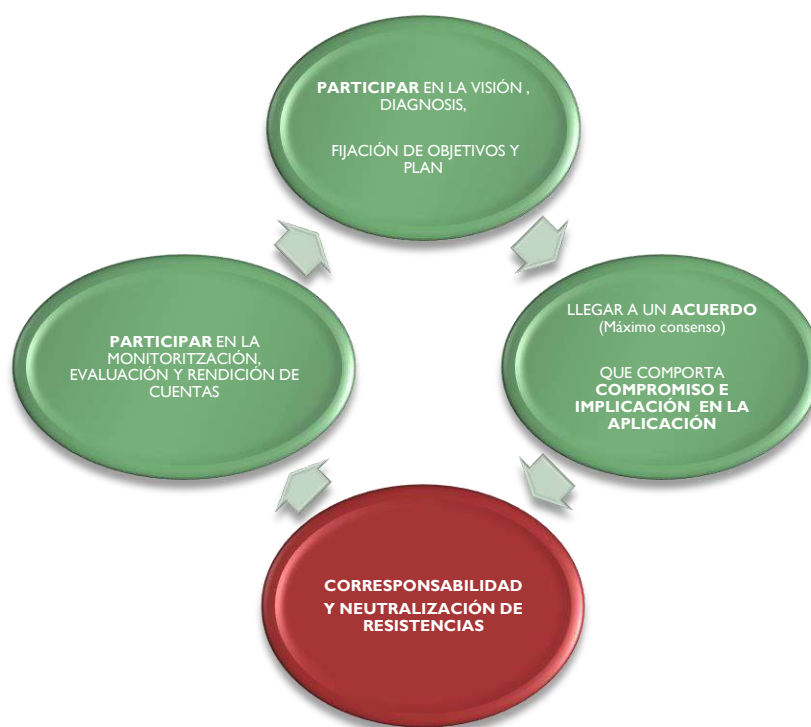 PARTICIPAR EN LA VISIÓN ,
DIAGNOSIS,
FIJACIÓN DE OBJETIVOS Y
PLAN
LLEGAR A UN ACUERDO
(Máximo consenso)
QUE COMPORTA
COMPROMISO E
IMPLICACIÓN EN LA
APLICACIÓN
CORRESPONSABILIDAD
Y NEUTRALIZACIÓN DE
RESISTENCIAS
PARTICIPAR EN LA
MONITORITZACIÓN,
EVALUACIÓN Y RENDICIÓN DE
CUENTAS